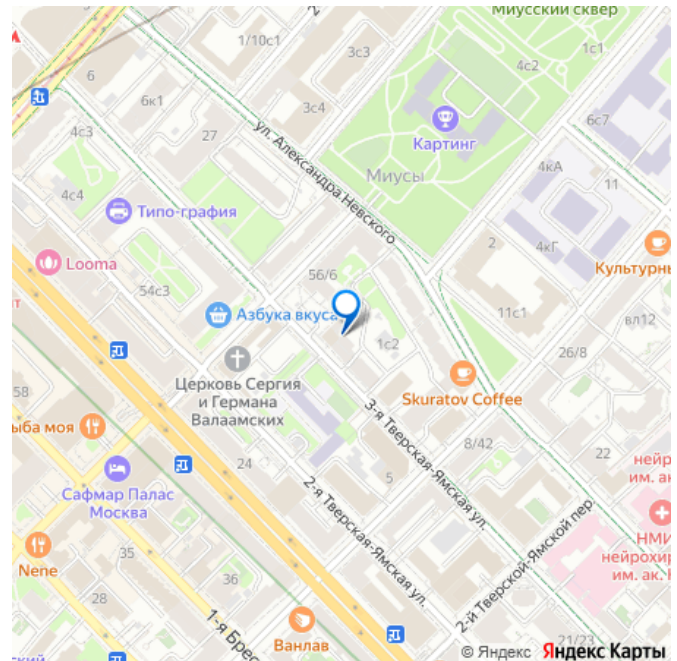 Миусский сквер
1/10с1
3с3
4с2
1с1
6
6к1
3с4
Картинг
6с7
4с3
27
ул. Александра Невского
Миусы
4кА
11
4с4
Типо-графия
2
4кГ
Культурны
Looma
56/6
54с3
Азбука вкуса
11с1
вл12
1с2
26/8
Церковь Сергия
и Германа
Валаамских
Skuratov Coffee
58
ыба моя
3-я Тверская-Ямская ул.
8/42
22
нейр
им. ак
24
Сафмар Палас
Москва
5
2-я Тверская-Ямская ул.
2-й Тверской-Ямской пер.
НМИ
нейрохир
им. ак. Н
Nene
35
36
28
1-я Брес
Ванлав
21/23
ский
© Яндекс Яндекс Карты